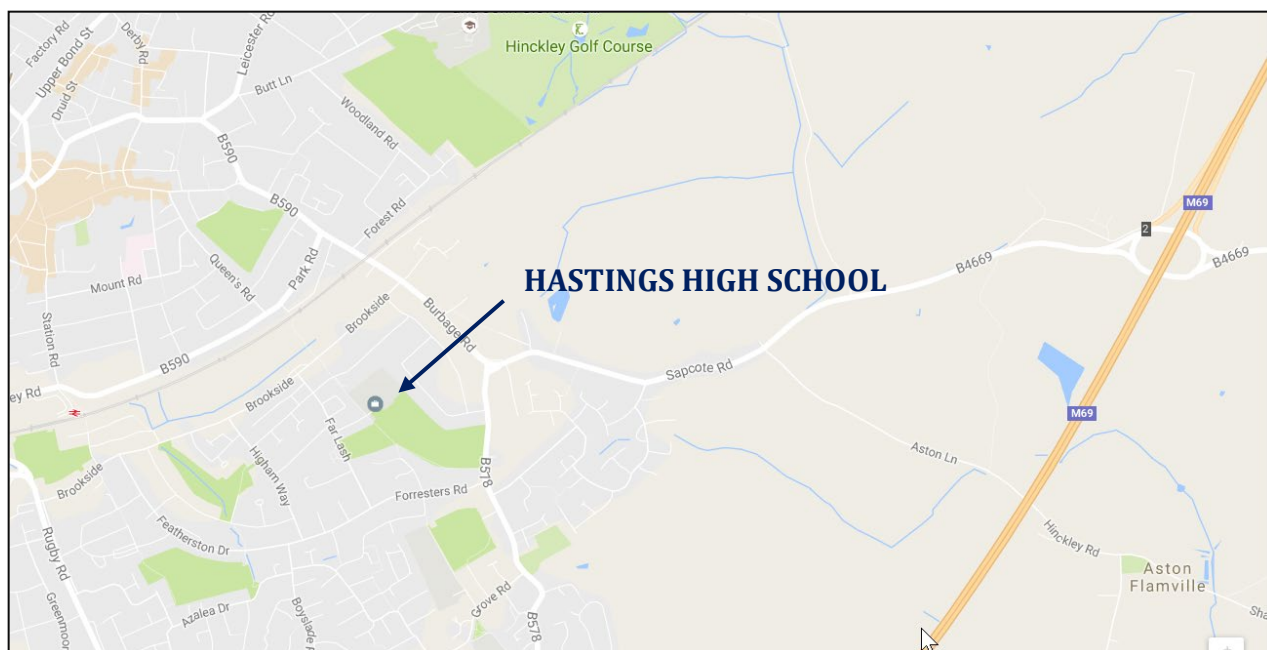 Factory Rd
Upper Bond St
Druid St
Derby Rd
Leicester Rd
Butt Ln
Woodland Rd
Hinckley Golf Course
B590
B590
Forest Rd
Park Rd
Queen's Rd
Mount Rd
Station Rd
B590
ey Rd
Brookside
Burbage Rd
HASTINGS HIGH SCHOOL
M69
2
B4669
B4669
Sapcote Rd
Brookside
Far Lash
Higham Way
Brookside
Forresters Rd
B578
Featherston Dr
Rugby Rd
Greenmoor
Azalea Dr
Boyslade
Grove Rd
B578
M69
Aston Ln
Hinckley Rd
Aston
Flamville
Sha